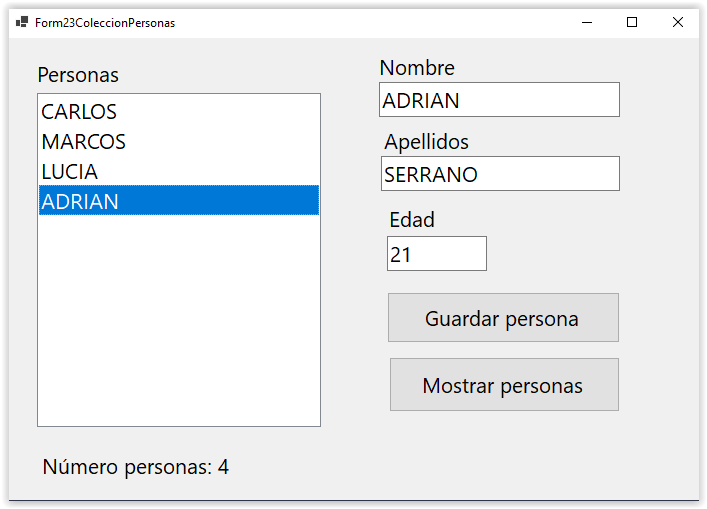 Form23ColeccionPersonas
Personas
CARLOS
MARCOS
LUCIA
ADRIAN
Número personas: 4
Nombre
ADRIAN
Apellidos
SERRANO
Edad
21
Guardar persona
Mostrar personas